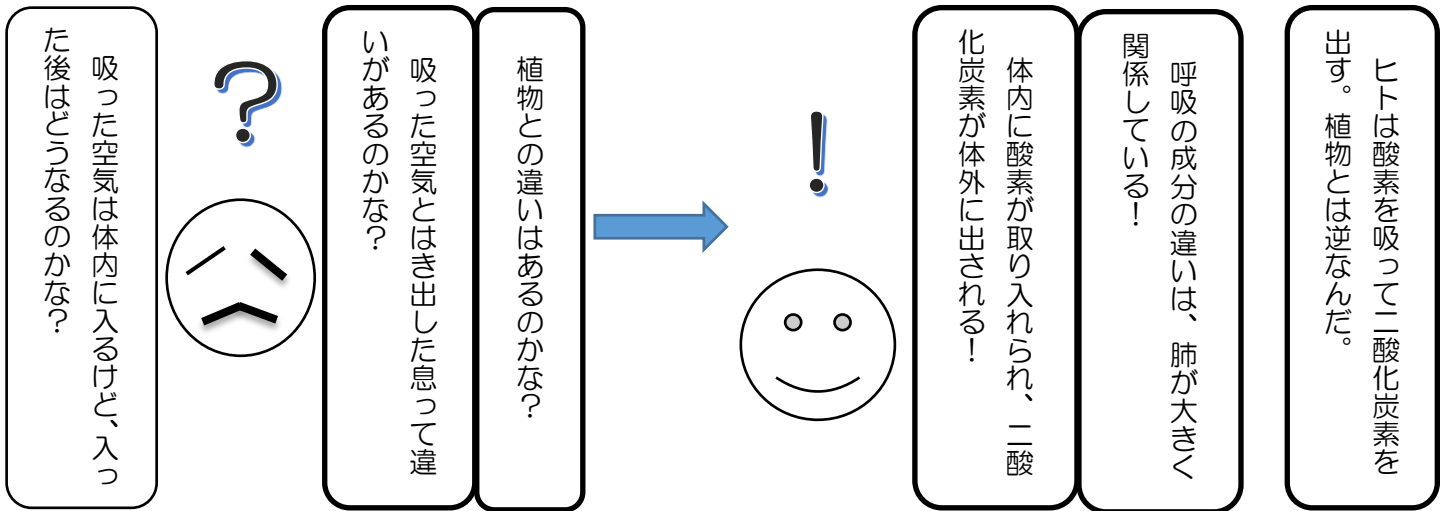 吸った空気は体内に入るけど、入っ
た後はどうなるのかな？
？
吸った空気とはき出した息って違
いがあるのかな？
植物との違いはあるのかな？
！
体内に酸素が取り入れられ、二酸
化炭素が体外に出される！
呼吸の成分の違いは、肺が大きく
関係している！
ヒトは酸素を吸って二酸化炭素を
出す。植物とは逆なんだ。